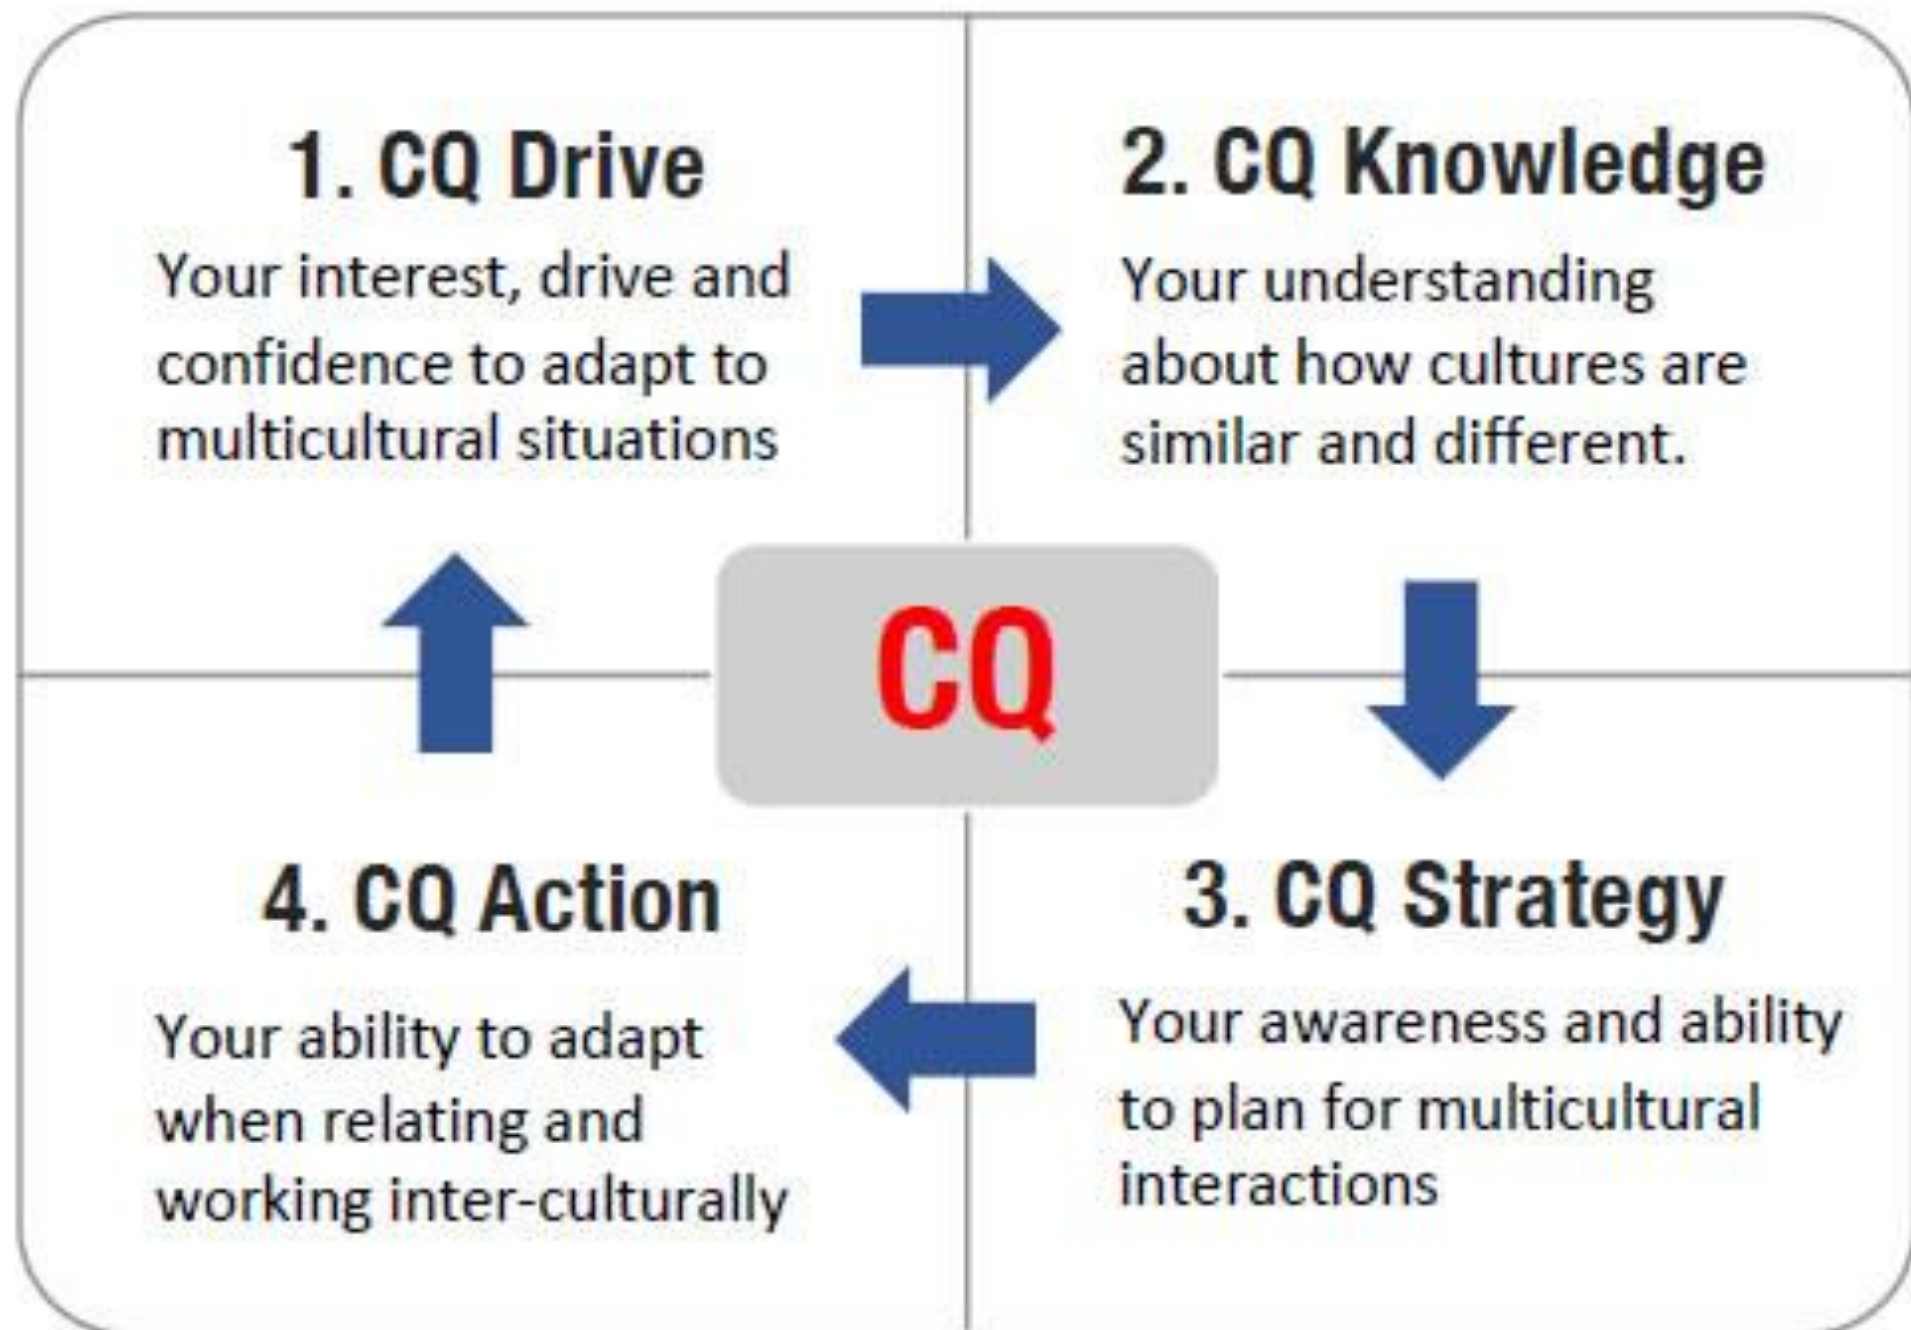 1. CQ Drive
Your interest, drive and
confidence to adapt to
multicultural situations
2. CQ Knowledge
Your understanding
about how cultures are
similar and different.
CQ
4. CQ Action
Your ability to adapt
when relating and
working inter-culturally
3. CQ Strategy
Your awareness and ability
to plan for multicultural
interactions